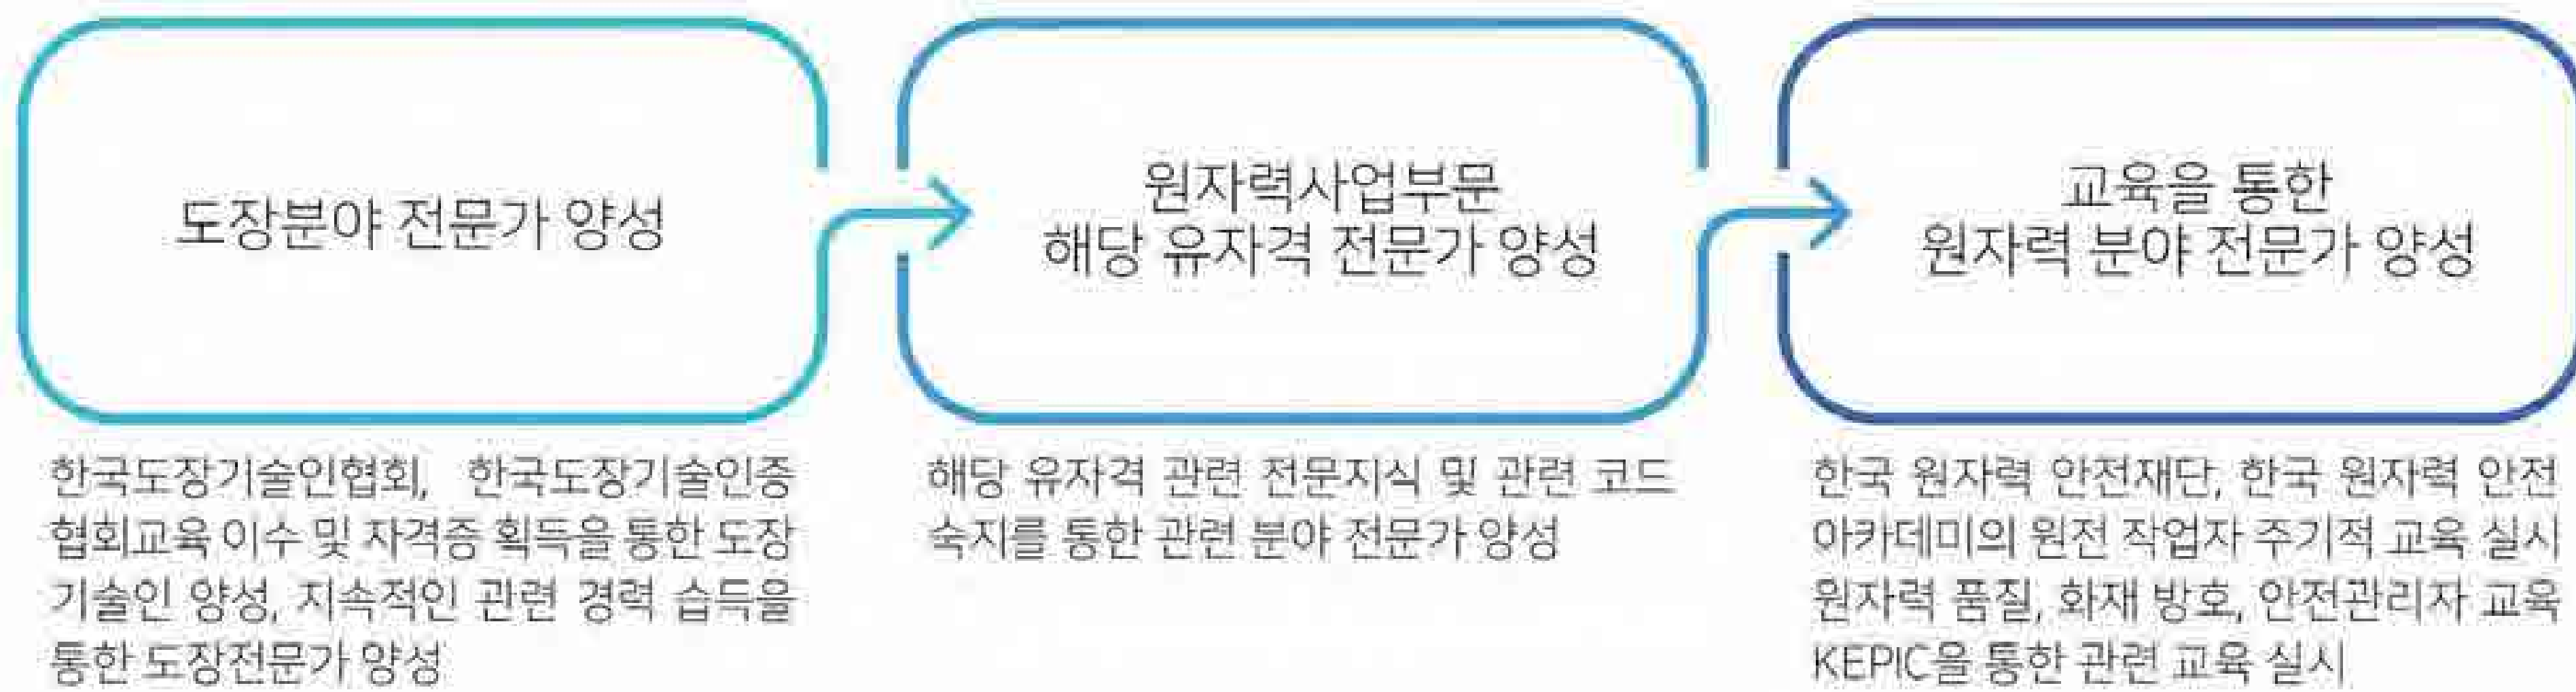 도장분야 전문가 양성
한국도장기술인협회, 한국도장기술인증
협회교육 이수 및 자격증 획득을 통한 도장
기술인 양성, 지속적인 관련 경력 습득을
통한 도장전문가 양성
원자력사업부문
해당 유자격 전문가 양성
해당 유자격 관련 전문지식 및 관련 코드
숙지를 통한 관련 분야 전문가 양성
교육을 통한
원자력 분야 전문가 양성
한국 원자력 안전재단, 한국 원자력 안전
아카데미의 원전 작업자 주기적 교육 실시
원자력 품질, 화재 방호, 안전관리자 교육
KEPIC을 통한 관련 교육 실시